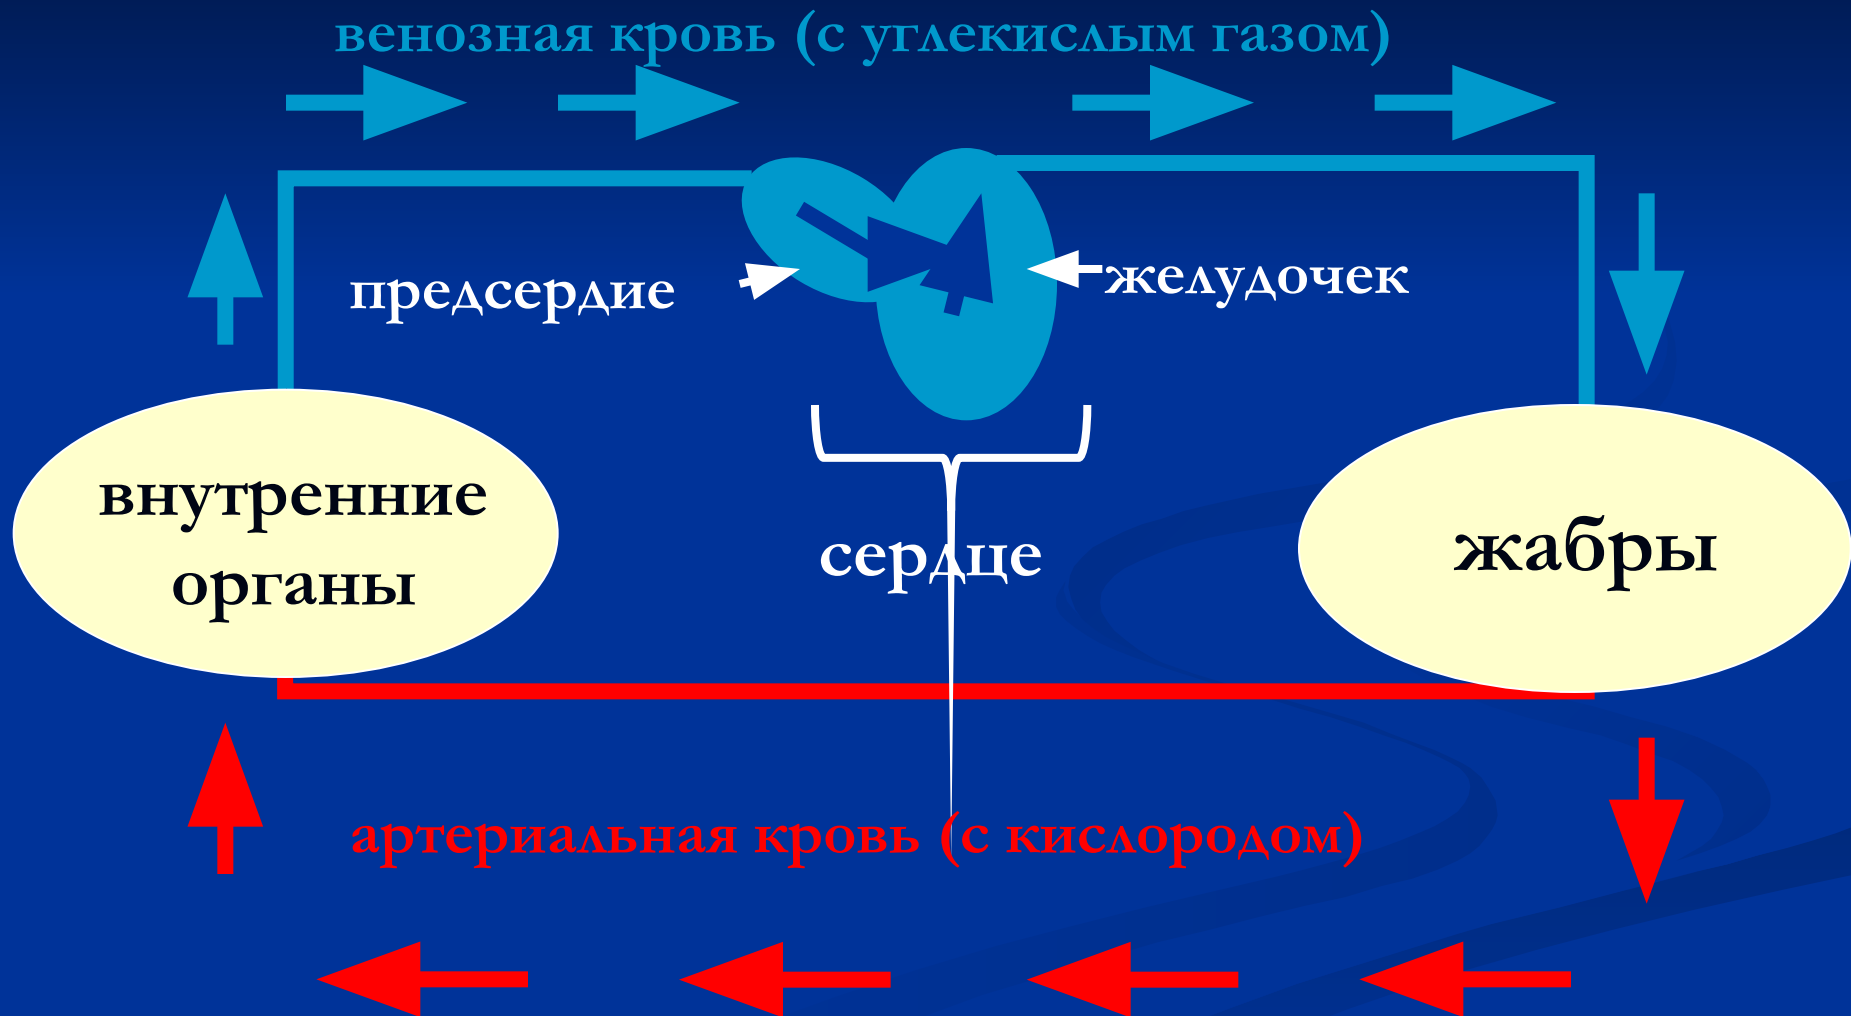 венозная кровь (с углекислым газом)
предсердие
желудочек
внутренние
органы
сердце
жабры
артериальная кровь (с кислородом)